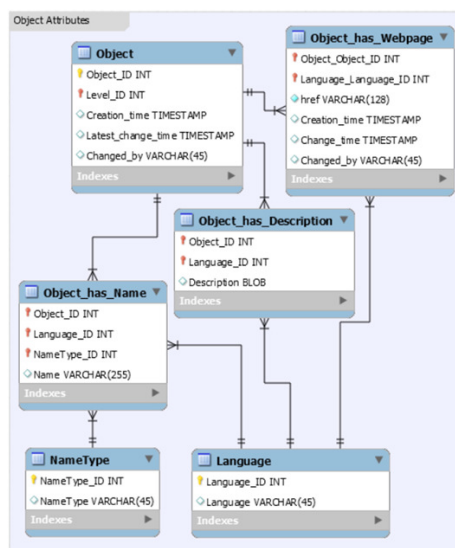 Object Attributes
Object
Object_ID INT
Level_ID INT
Creation_time TIMESTAMP
Latest_change_time TIMESTAMP
Changed_by VARCHAR(45)
Indexes
Object_has_Webpage
Object_Object_ID INT
Language_Language_ID INT
href VARCHAR(128)
Creation_time TIMESTAMP
Change_time TIMESTAMP
Changed_by VARCHAR(45)
Indexes
Object_has_Description
Object_ID INT
Language_ID INT
Description BLOB
Indexes
Object_has_Name
Object_ID INT
Language_ID INT
NameType_ID INT
Name VARCHAR(255)
Indexes
NameType
NameType_ID INT
NameType VARCHAR(45)
Indexes
Language
Language_ID INT
Language VARCHAR(45)
Indexes